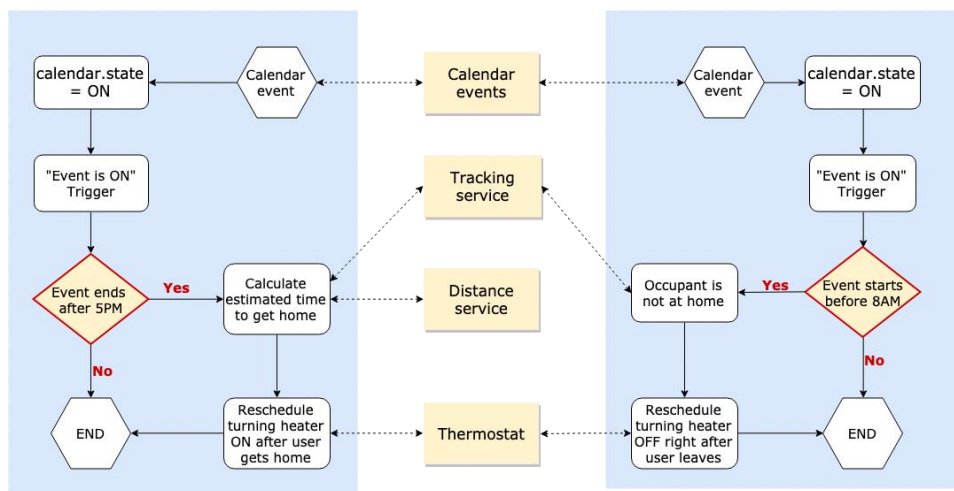 calendar.state
= ON
Calendar
event
"Event is ON"
Trigger
Event ends
after 5PM
Yes
No
Calculate
estimated time
to get home
Reschedule
turning heater
ON after user
gets home
END
Calendar
events
Tracking
service
Distance
service
Thermostat
Calendar
event
calendar.state
= ON
"Event is ON"
Trigger
Event starts
before 8AM
Yes
No
Occupant is
not at home
Reschedule
turning heater
OFF right after
user leaves
END